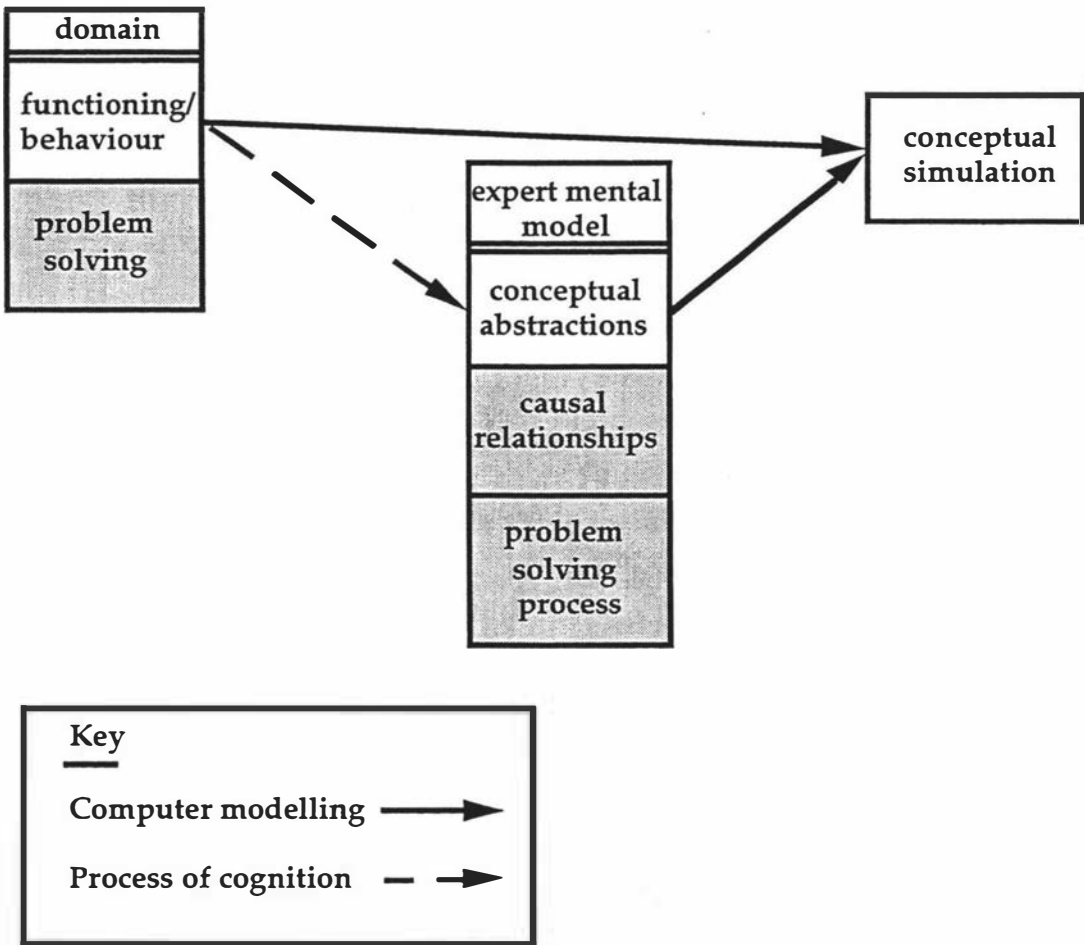 domain
functioning/
behaviour
problem
solving
conceptual
simulation
expert mental
model
conceptual
abstractions
causal
relationships
problem
solving
process
Key
Computer modelling
Process of cognition